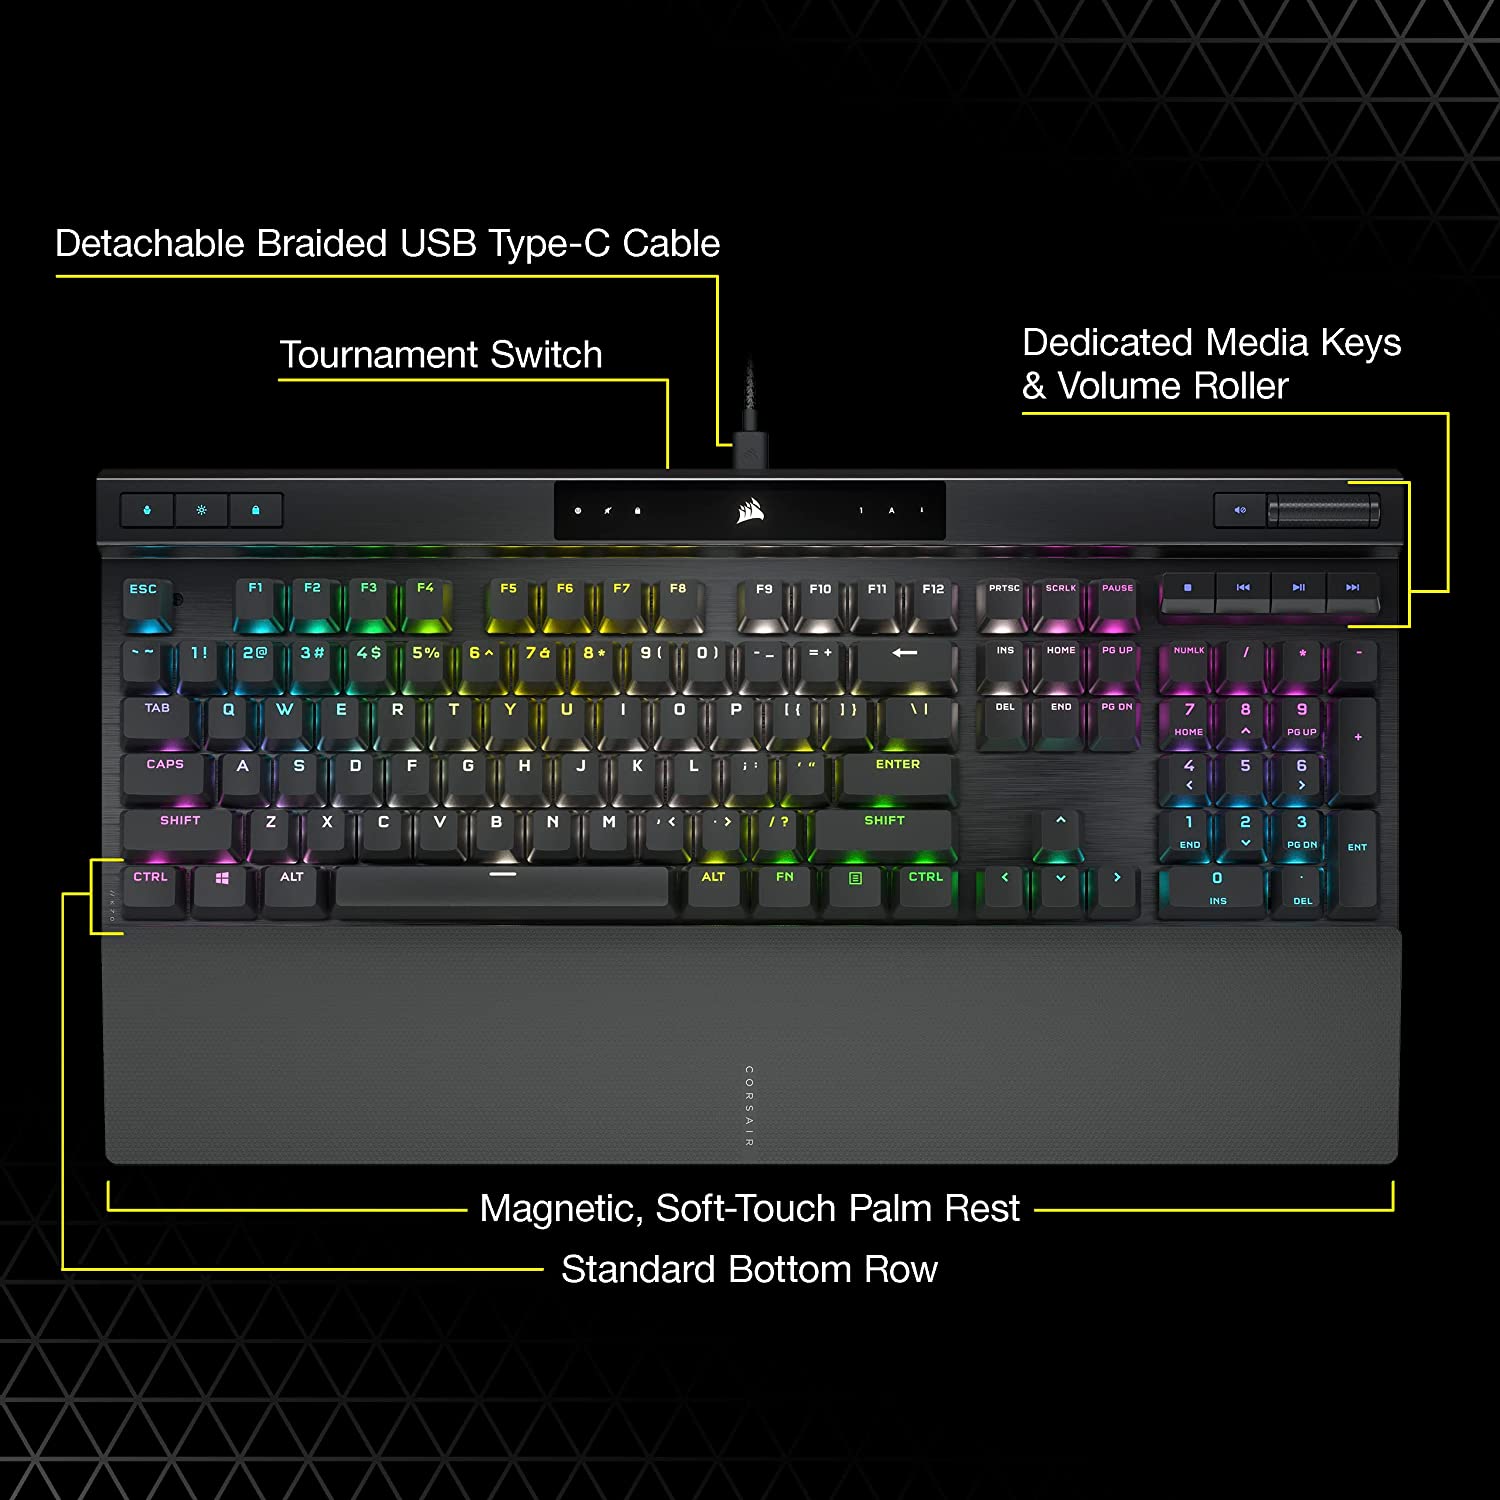 Detachable Braided USB Type-C Cable
Tournament Switch
Dedicated Media Keys
& Volume Roller
1 A
ESC F1 F2 F3 F4 F5 F6 F7 F8 F9 F10 F11 F12 PRTSC SCRLK PAUSE
` ~ 1! 2@ 3# 4$ 5% 6^ 7& 8* 9( 0) - _ = + ← INS HOME PG UP NUMLK / * -
TAB Q W E R T Y U I O P [{ ]} \| DEL END PG DN 7 8 9 +
HOME ^ PG UP
CAPS A S D F G H J K L ; : ' " ENTER 4 5 6
< >
SHIFT Z X C V B N M , < . > / ? SHIFT ^ 1 2 3 ENT
END ⌄ PG DN
CTRL ALT ALT FN CTRL < ⌄ > 0 .
INS DEL
K70
CORSAIR
Magnetic, Soft-Touch Palm Rest
Standard Bottom Row